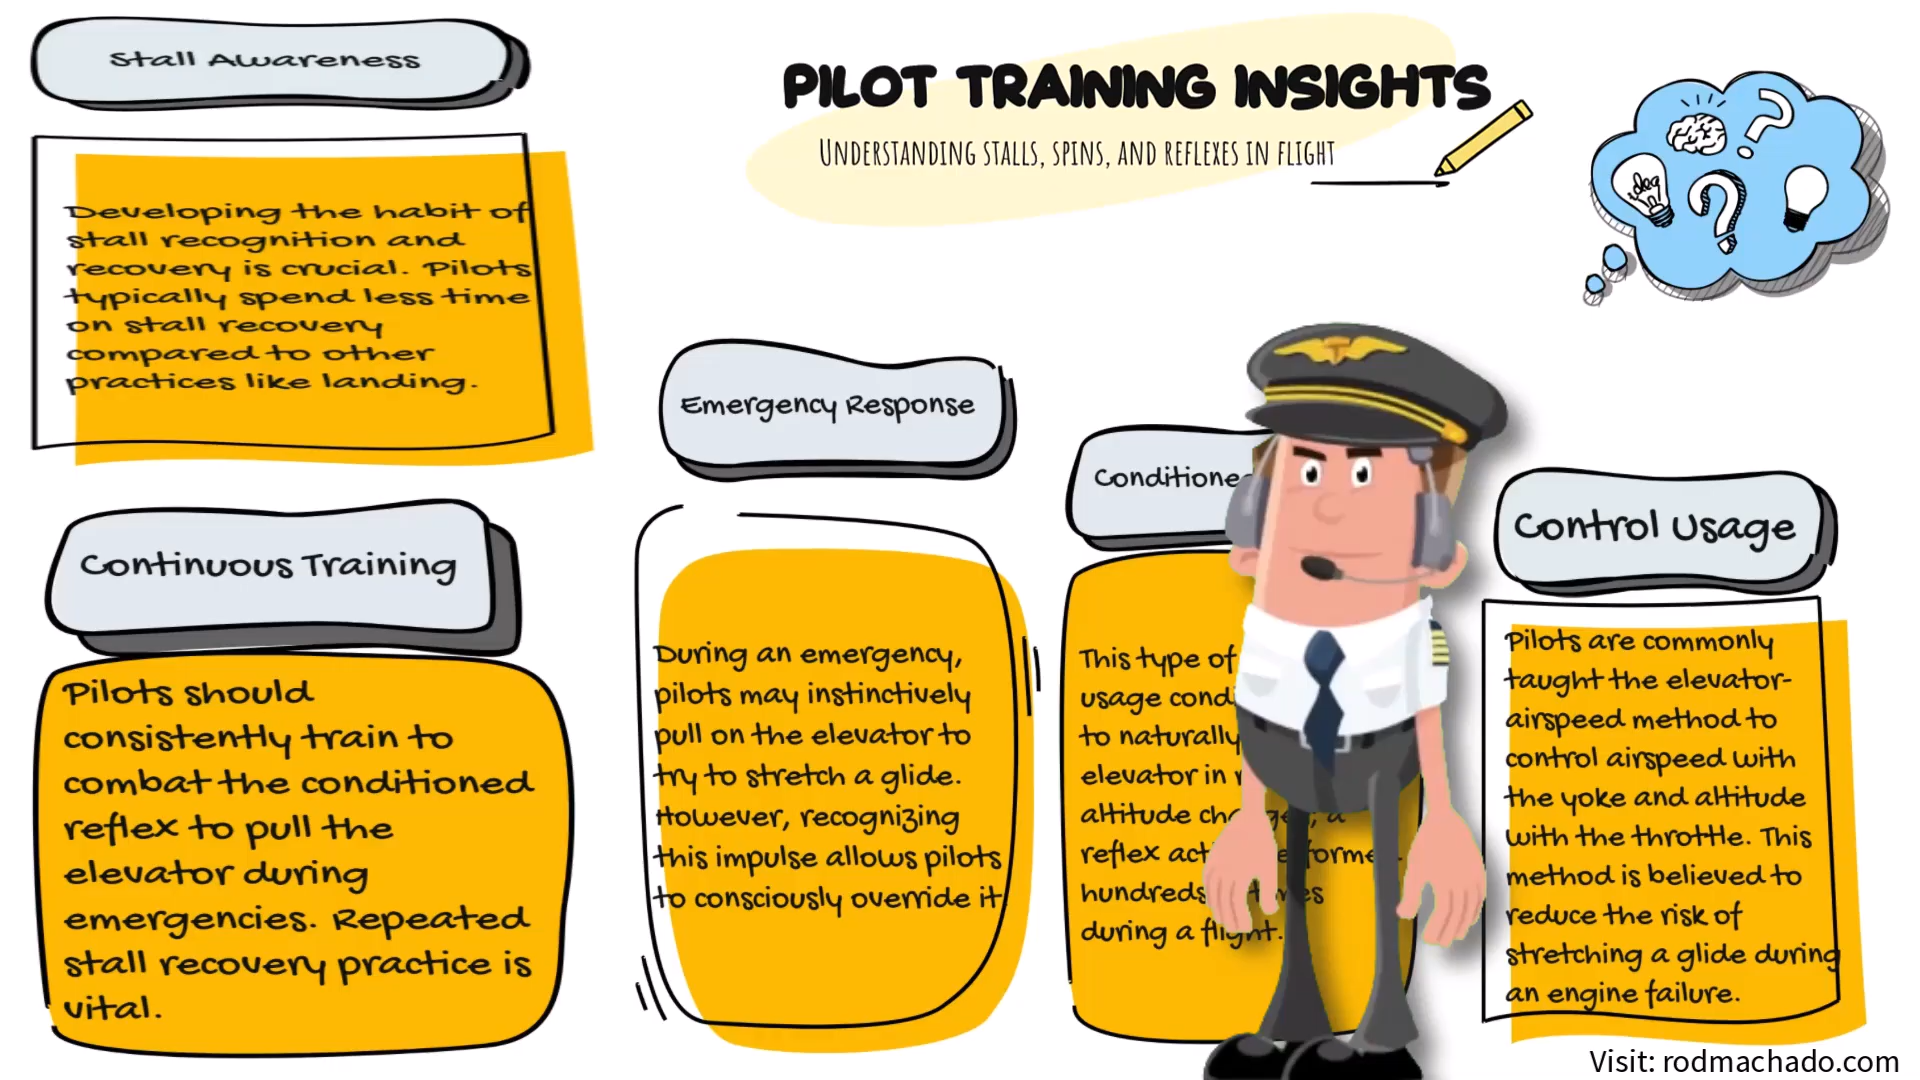 Stall Awareness
PILOT TRAINING INSIGHTS
Understanding stalls, spins, and reflexes in flight
idea
Developing the habit of
stall recognition and
recovery is crucial. Pilots
typically spend less time
on stall recovery
compared to other
practices like landing.
Continuous Training
Pilots should
consistently train to
combat the conditioned
reflex to pull the
elevator during
emergencies. Repeated
stall recovery practice is
vital.
Emergency Response
During an emergency,
pilots may instinctively
pull on the elevator to
try to stretch a glide.
However, recognizing
this impulse allows pilots
to consciously override it
Conditione
This type of
usage cond
to naturally
elevator in
altitude
reflex
hundreds
during a flight.
Control Usage
Pilots are commonly
taught the elevator-
airspeed method to
control airspeed with
the yoke and altitude
with the throttle. This
method is believed to
reduce the risk of
stretching a glide during
an engine failure.
Visit: rodmachado.com